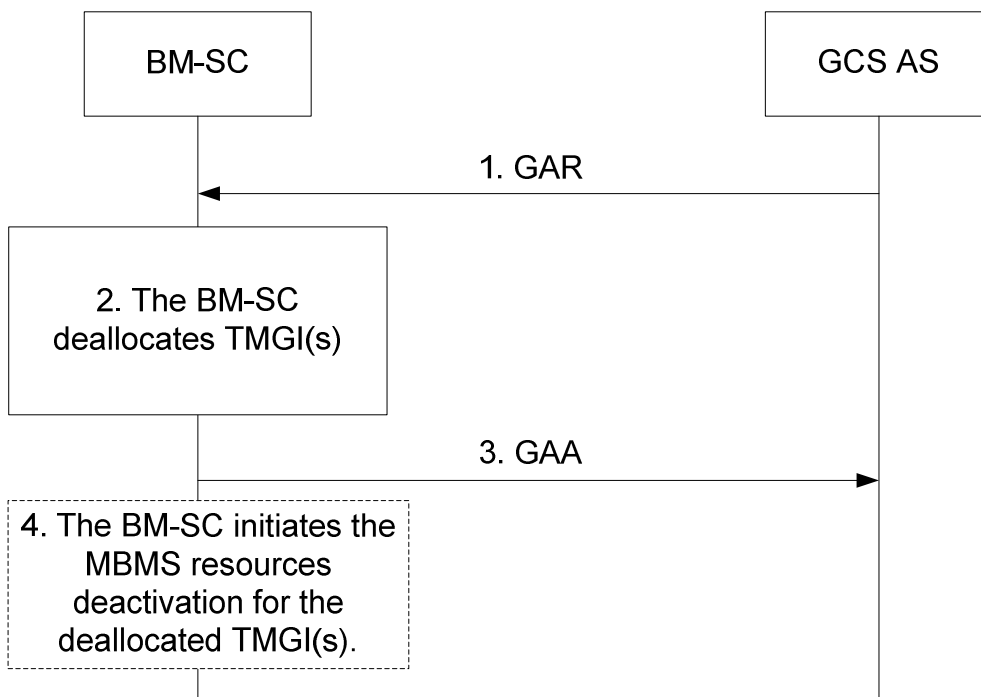 BM-SC
GCS AS
1. GAR
2. The BM-SC
deallocates TMGI(s)
3. GAA
4. The BM-SC initiates the
MBMS resources
deactivation for the
deallocated TMGI(s).